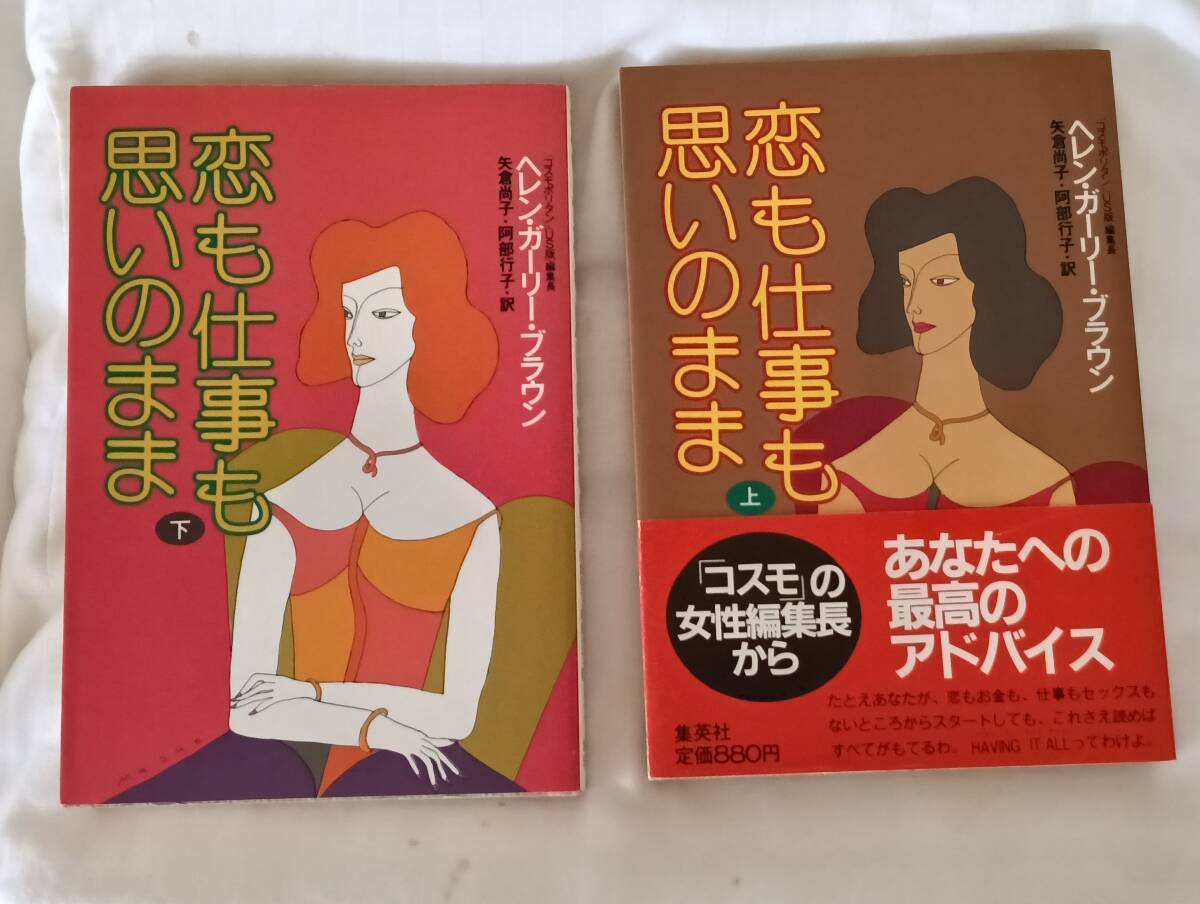 恋も仕事も
思いのまま
下
「コスモポリタン」US版・編集長
ヘレン・ガーリー・ブラウン
矢倉尚子・阿部行子・訳
恋も仕事も
思いのまま
上
「コスモポリタン」US版・編集長
ヘレン・ガーリー・ブラウン
矢倉尚子・阿部行子・訳
「コスモ」の
女性編集長
から
あなたへの
最高の
アドバイス
たとえあなたが、恋もお金も、仕事もセックスも
ないところからスタートしても、これさえ読めば
すべてがもてるわ。HAVING IT ALLってわけよ。
集英社
定価880円